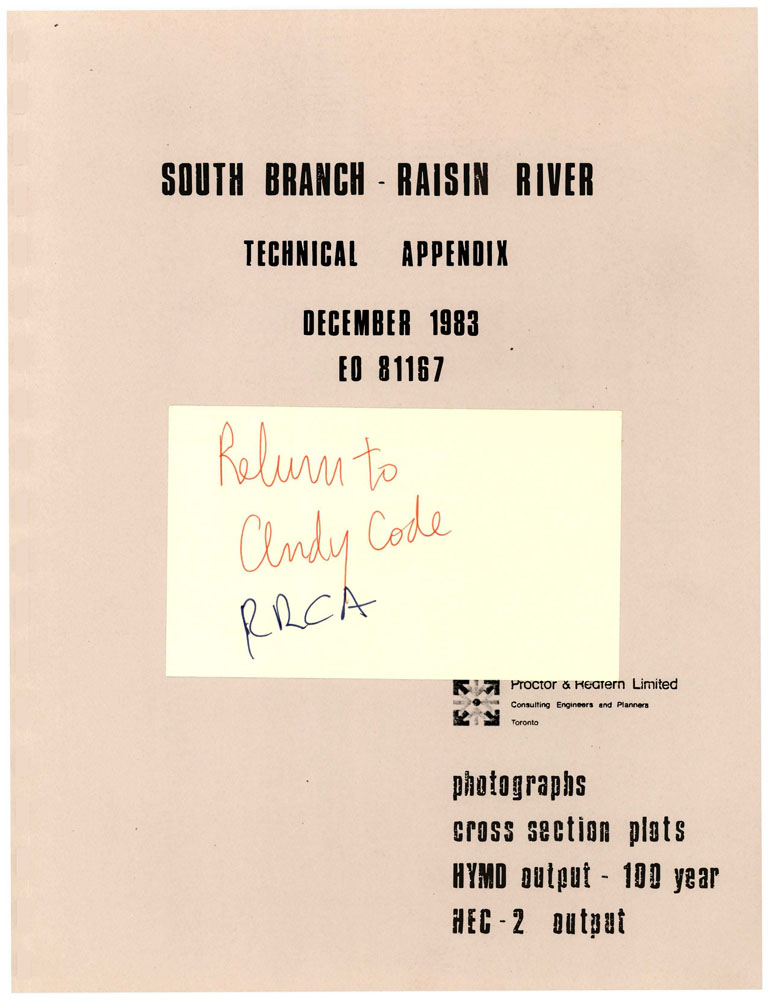 SOUTH BRANCH - RAISIN RIVER
TECHNICAL APPENDIX
DECEMBER 1983
EO 81167
Return to
Andy Code
RRCA
Proctor & Redfern Limited
Consulting Engineers and Planners
Toronto
photographs
cross section plots
HYMO output - 100 year
HEC - 2 output